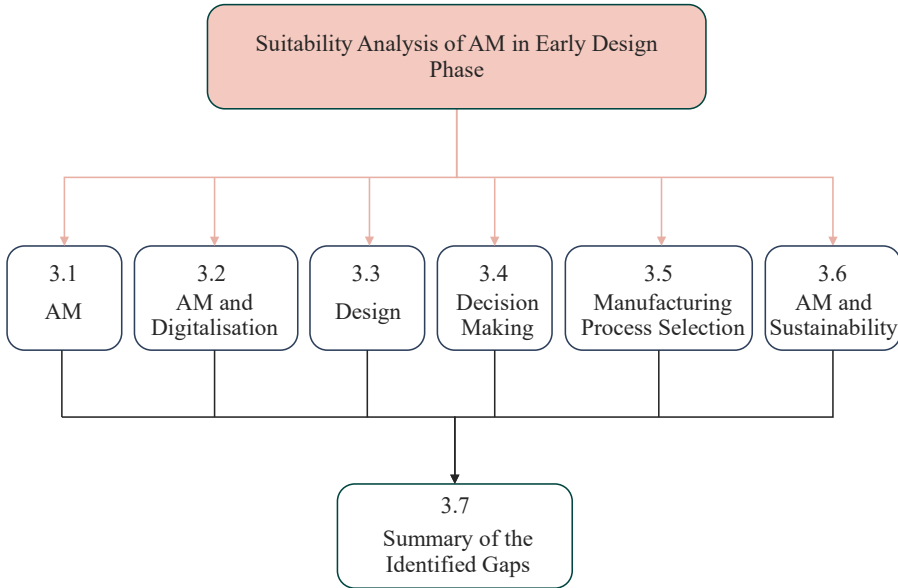 Suitability Analysis of AM in Early Design
Phase
3.1
AM
3.2
AM and
Digitalisation
3.3
Design
3.4
Decision
Making
3.5
Manufacturing
Process Selection
3.6
AM and
Sustainability
3.7
Summary of the
Identified Gaps